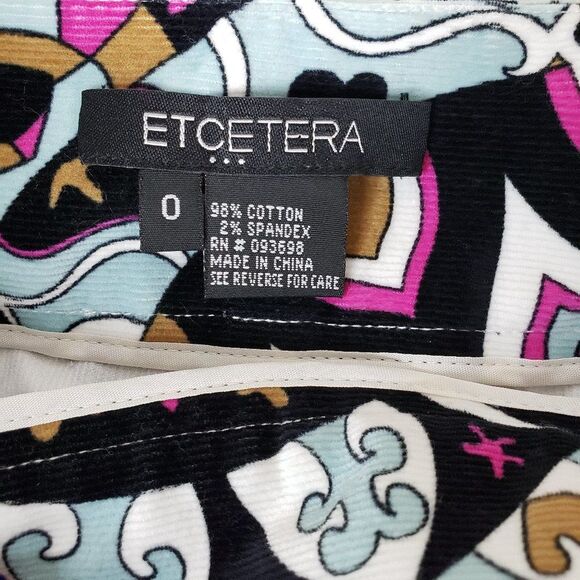 ETCETERA
0
98% COTTON
2% SPANDEX
RN # 093698
MADE IN CHINA
SEE REVERSE FOR CARE